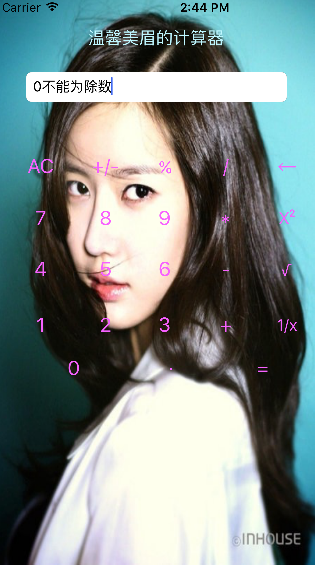 Carrier 2:44 PM
温馨美眉的计算器
0不能为除数
AC +/- % / ←
7 8 9 * X²
4 5 6 - √
1 2 3 + 1/x
0 . =
©INHOUSE